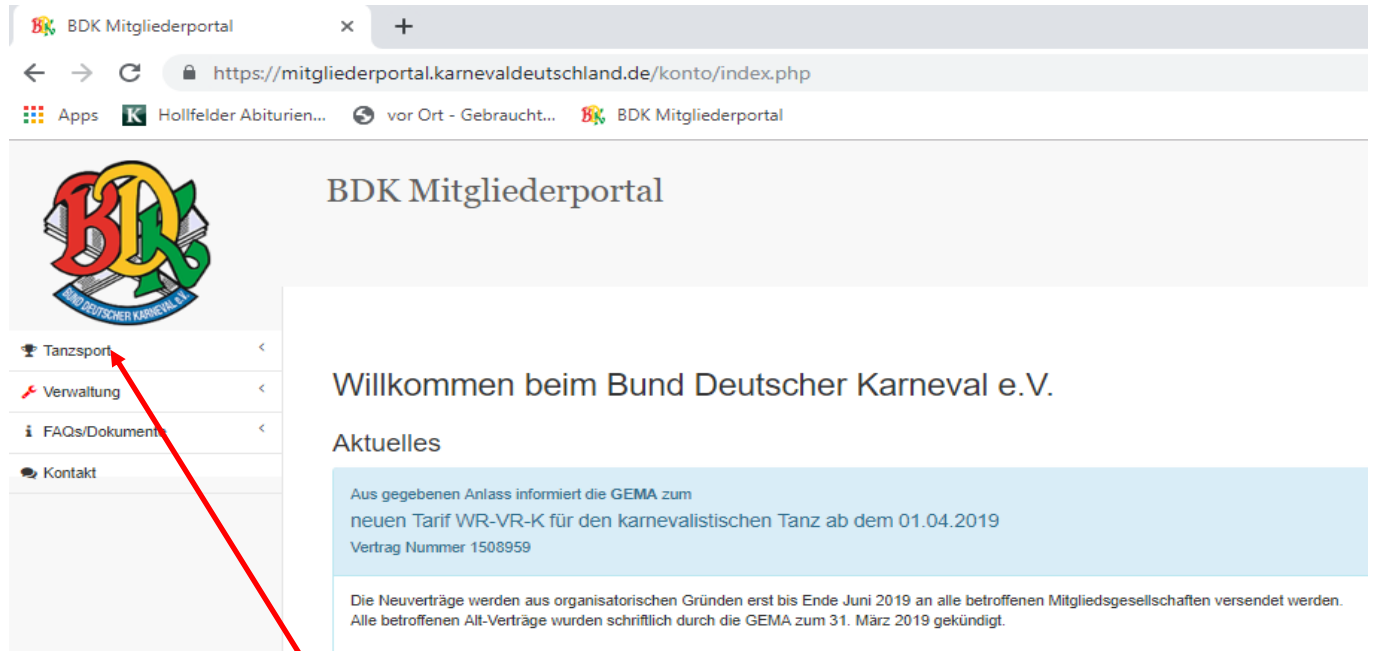 BDK Mitgliederportal
https://mitgliederportal.karnevaldeutschland.de/konto/index.php
Apps Hollfelder Abiturien... vor Ort - Gebraucht... BDK Mitgliederportal
BDK
BUND DEUTSCHER KARNEVAL e.V.
BDK Mitgliederportal
Tanzsport
Verwaltung
FAQs/Dokumente
Kontakt
Willkommen beim Bund Deutscher Karneval e.V.
Aktuelles
Aus gegebenen Anlass informiert die GEMA zum
neuen Tarif WR-VR-K für den karnevalistischen Tanz ab dem 01.04.2019
Vertrag Nummer 1508959
Die Neuverträge werden aus organisatorischen Gründen erst bis Ende Juni 2019 an alle betroffenen Mitgliedsgesellschaften versendet werden.
Alle betroffenen Alt-Verträge wurden schriftlich durch die GEMA zum 31. März 2019 gekündigt.